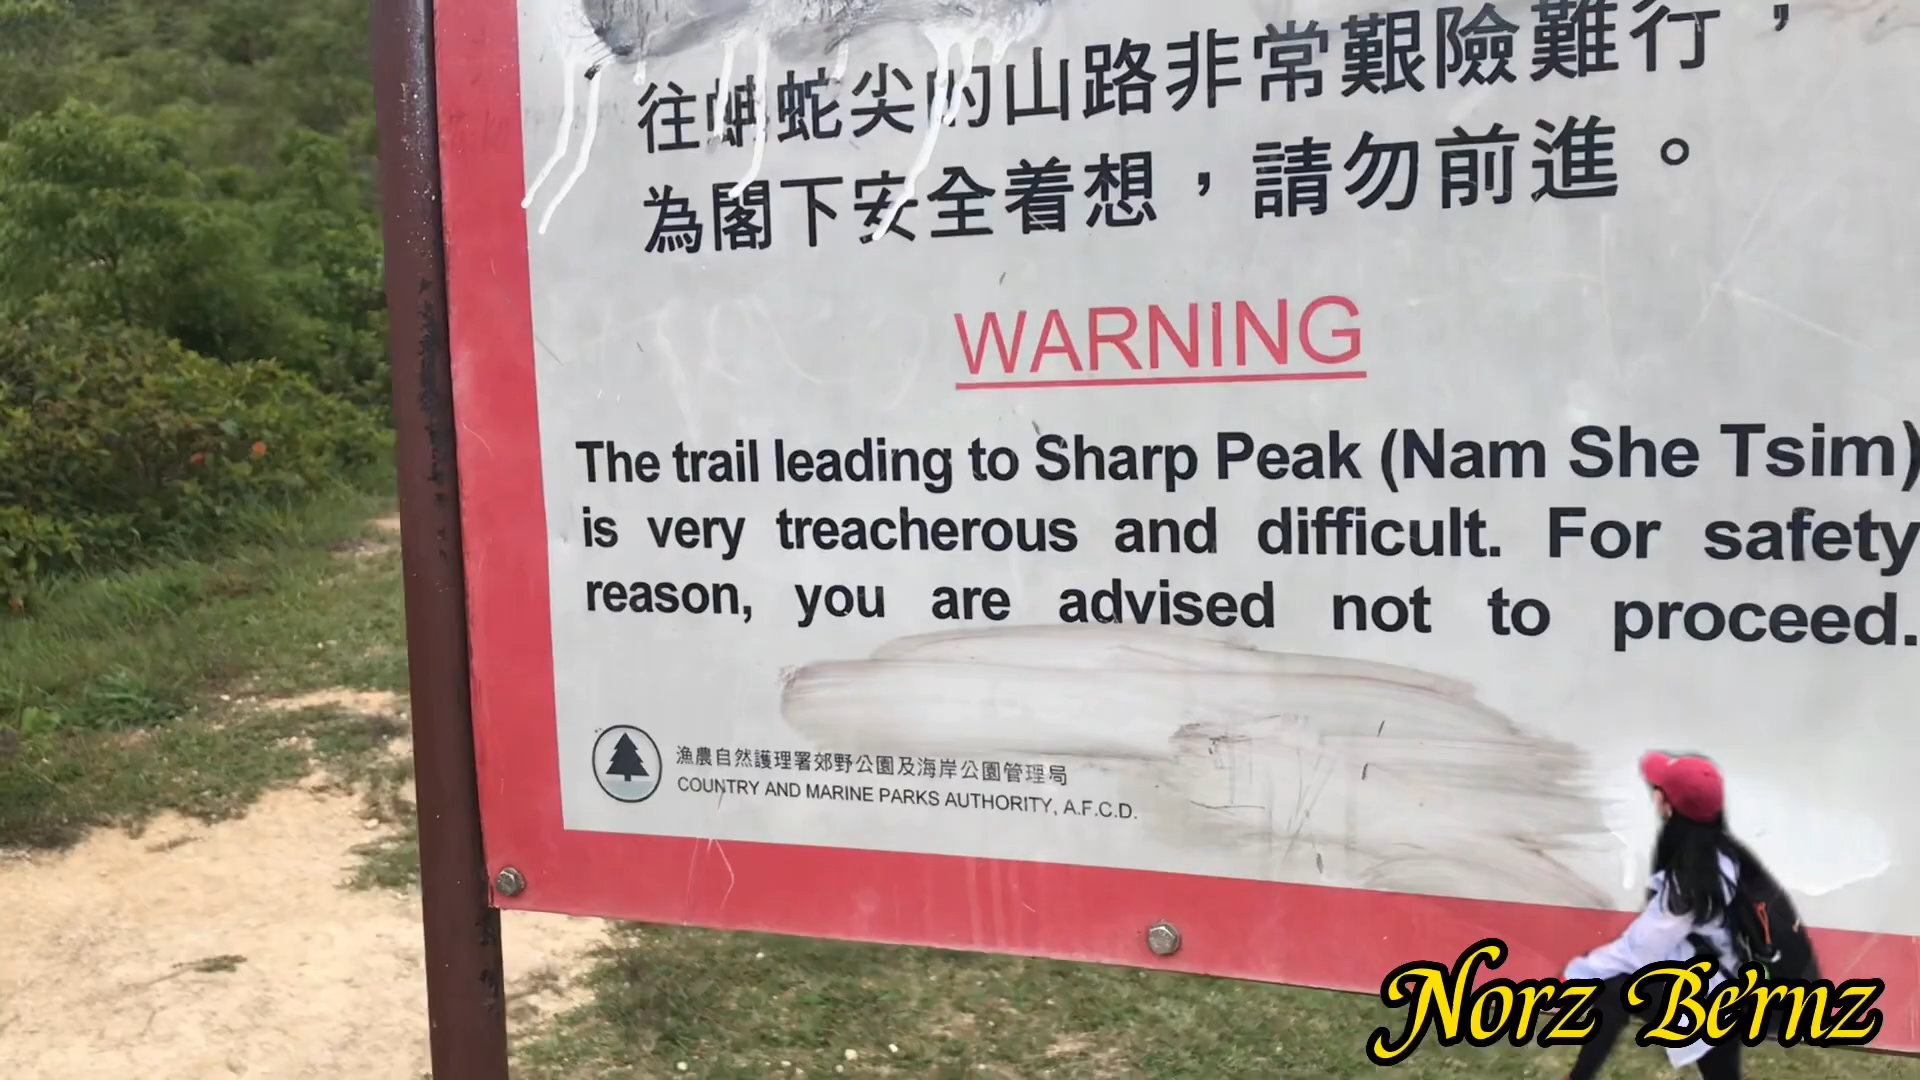 往蚺蛇尖的山路非常艱險難行，
為閣下安全着想，請勿前進。
WARNING
The trail leading to Sharp Peak (Nam She Tsim)
is very treacherous and difficult. For safety
reason, you are advised not to proceed.
漁農自然護理署郊野公園及海岸公園管理局
COUNTRY AND MARINE PARKS AUTHORITY, A.F.C.D.
Norz Be'rnz